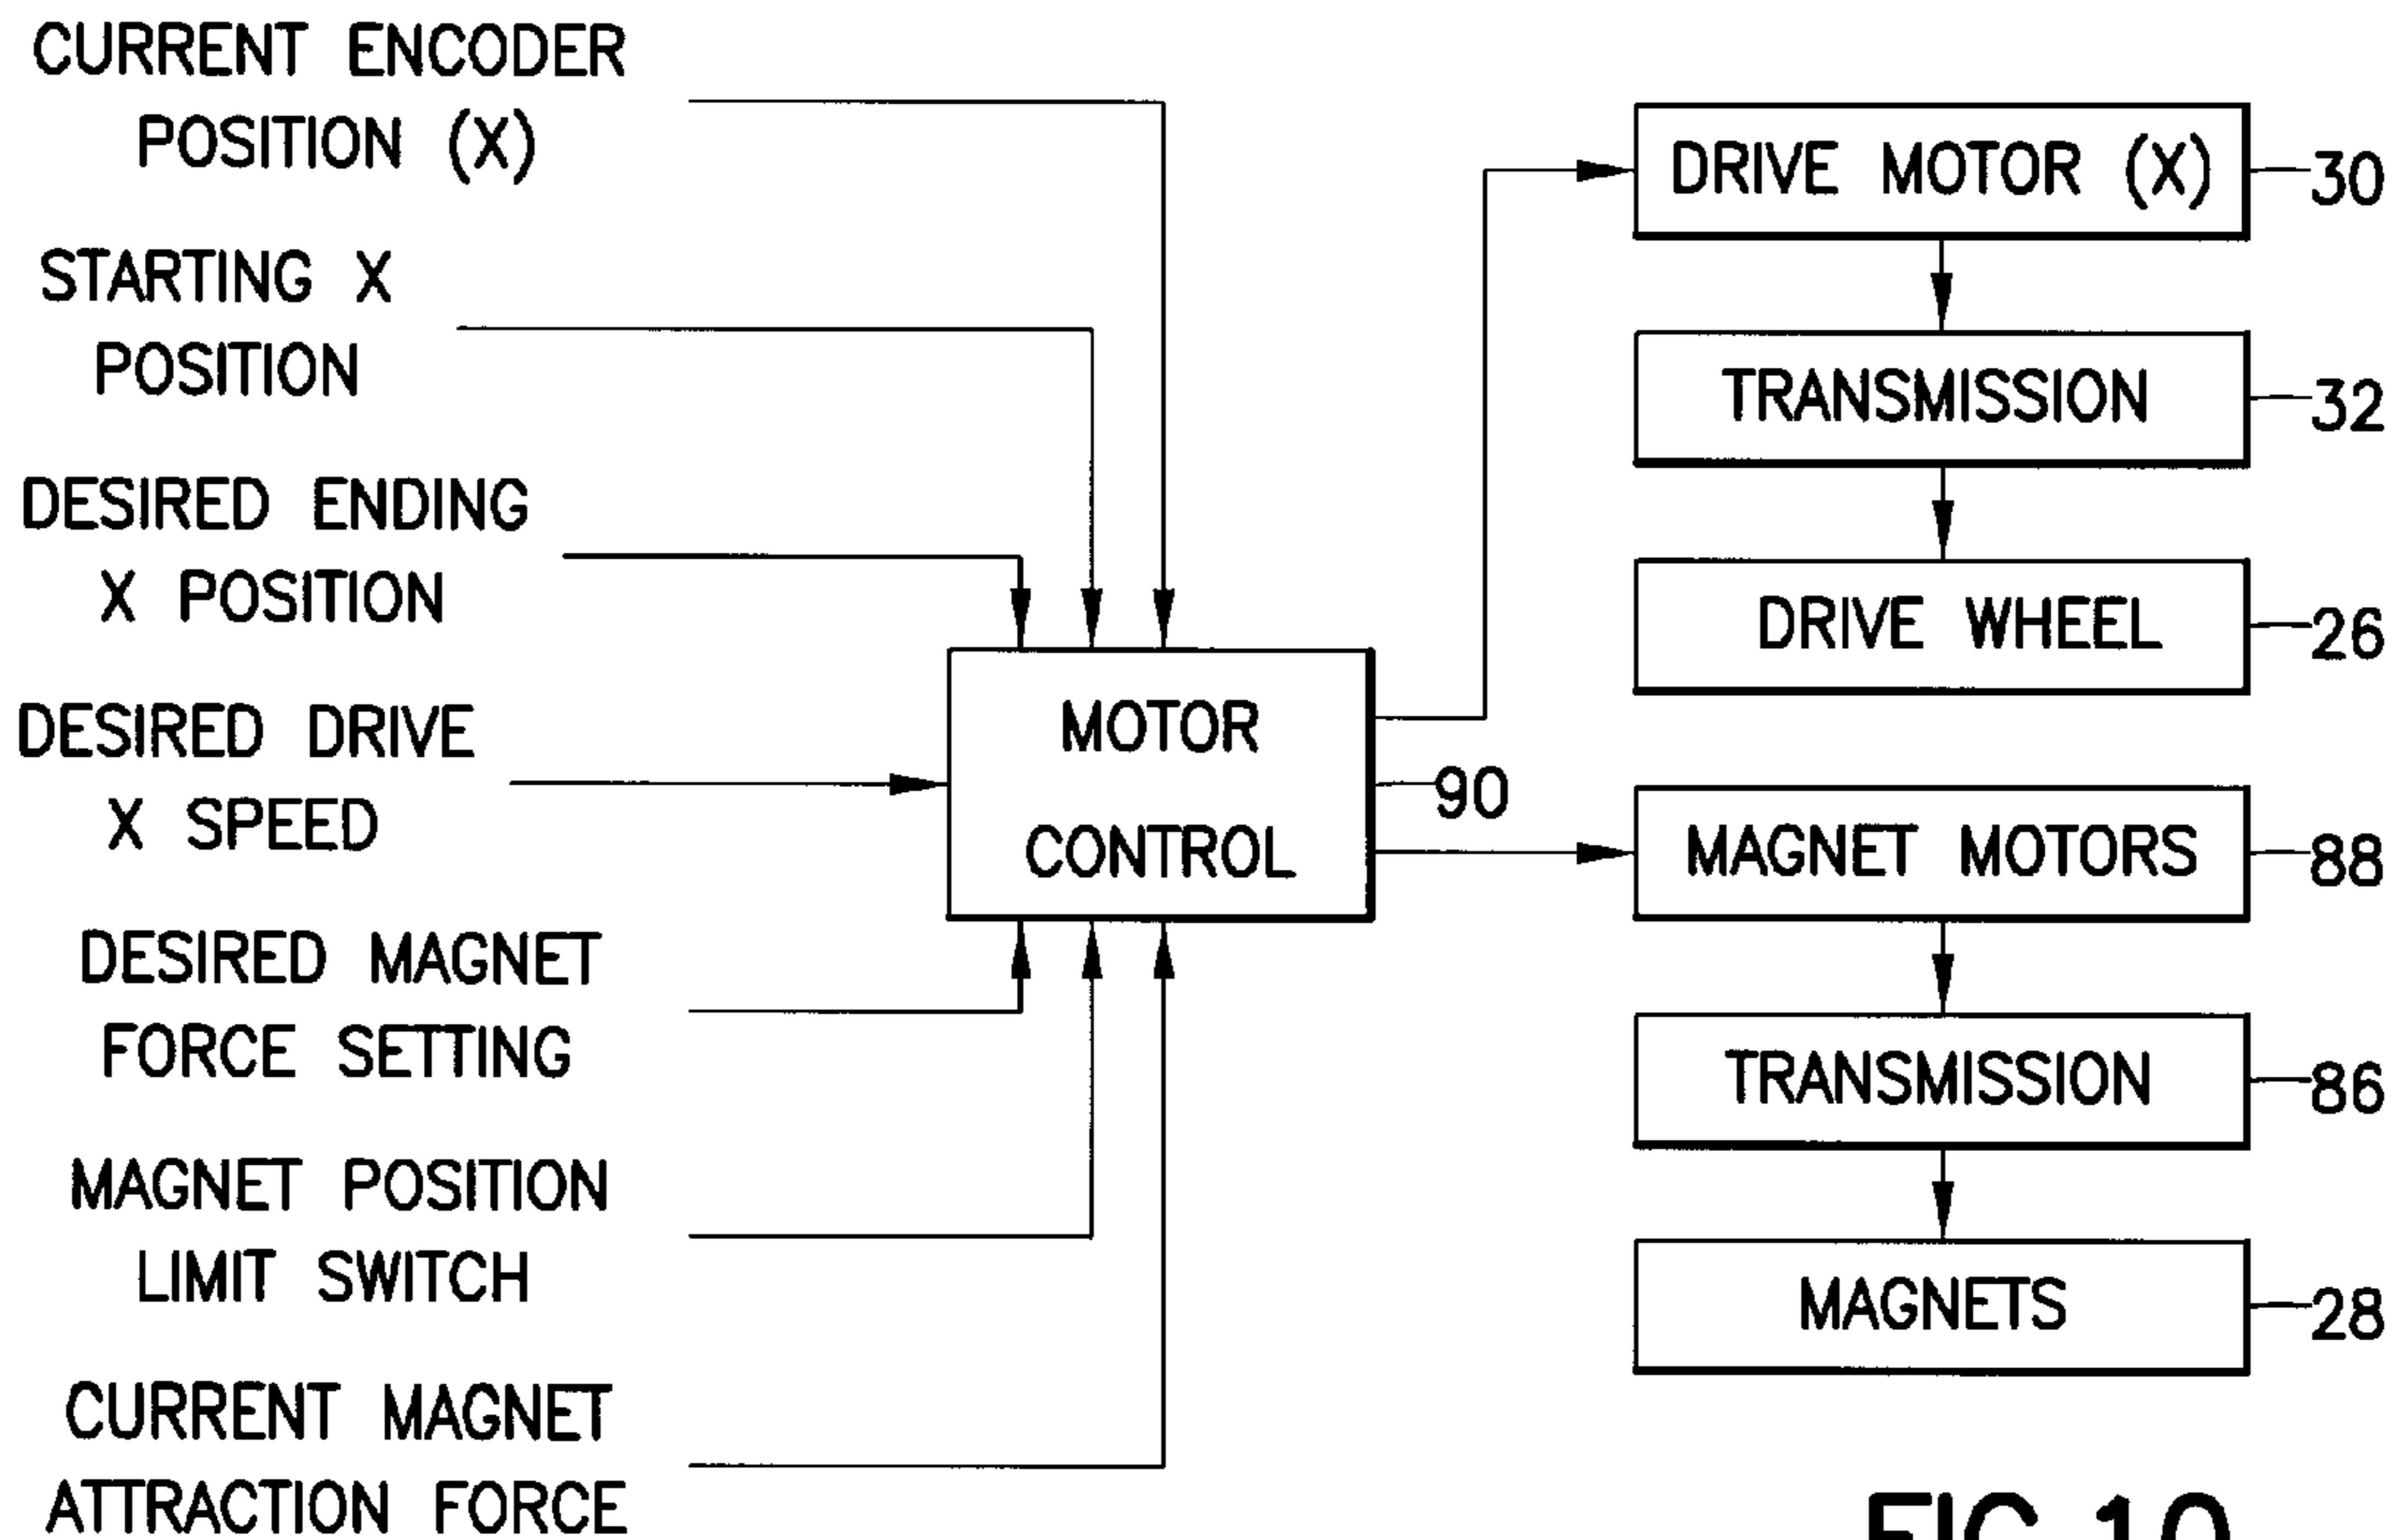 CURRENT ENCODER
POSITION (X)
STARTING X
POSITION
DESIRED ENDING
X POSITION
DESIRED DRIVE
X SPEED
DESIRED MAGNET
FORCE SETTING
MAGNET POSITION
LIMIT SWITCH
CURRENT MAGNET
ATTRACTION FORCE
MOTOR
CONTROL
90
DRIVE MOTOR (X)
30
TRANSMISSION
32
DRIVE WHEEL
26
MAGNET MOTORS
88
TRANSMISSION
86
MAGNETS
28
FIG.10